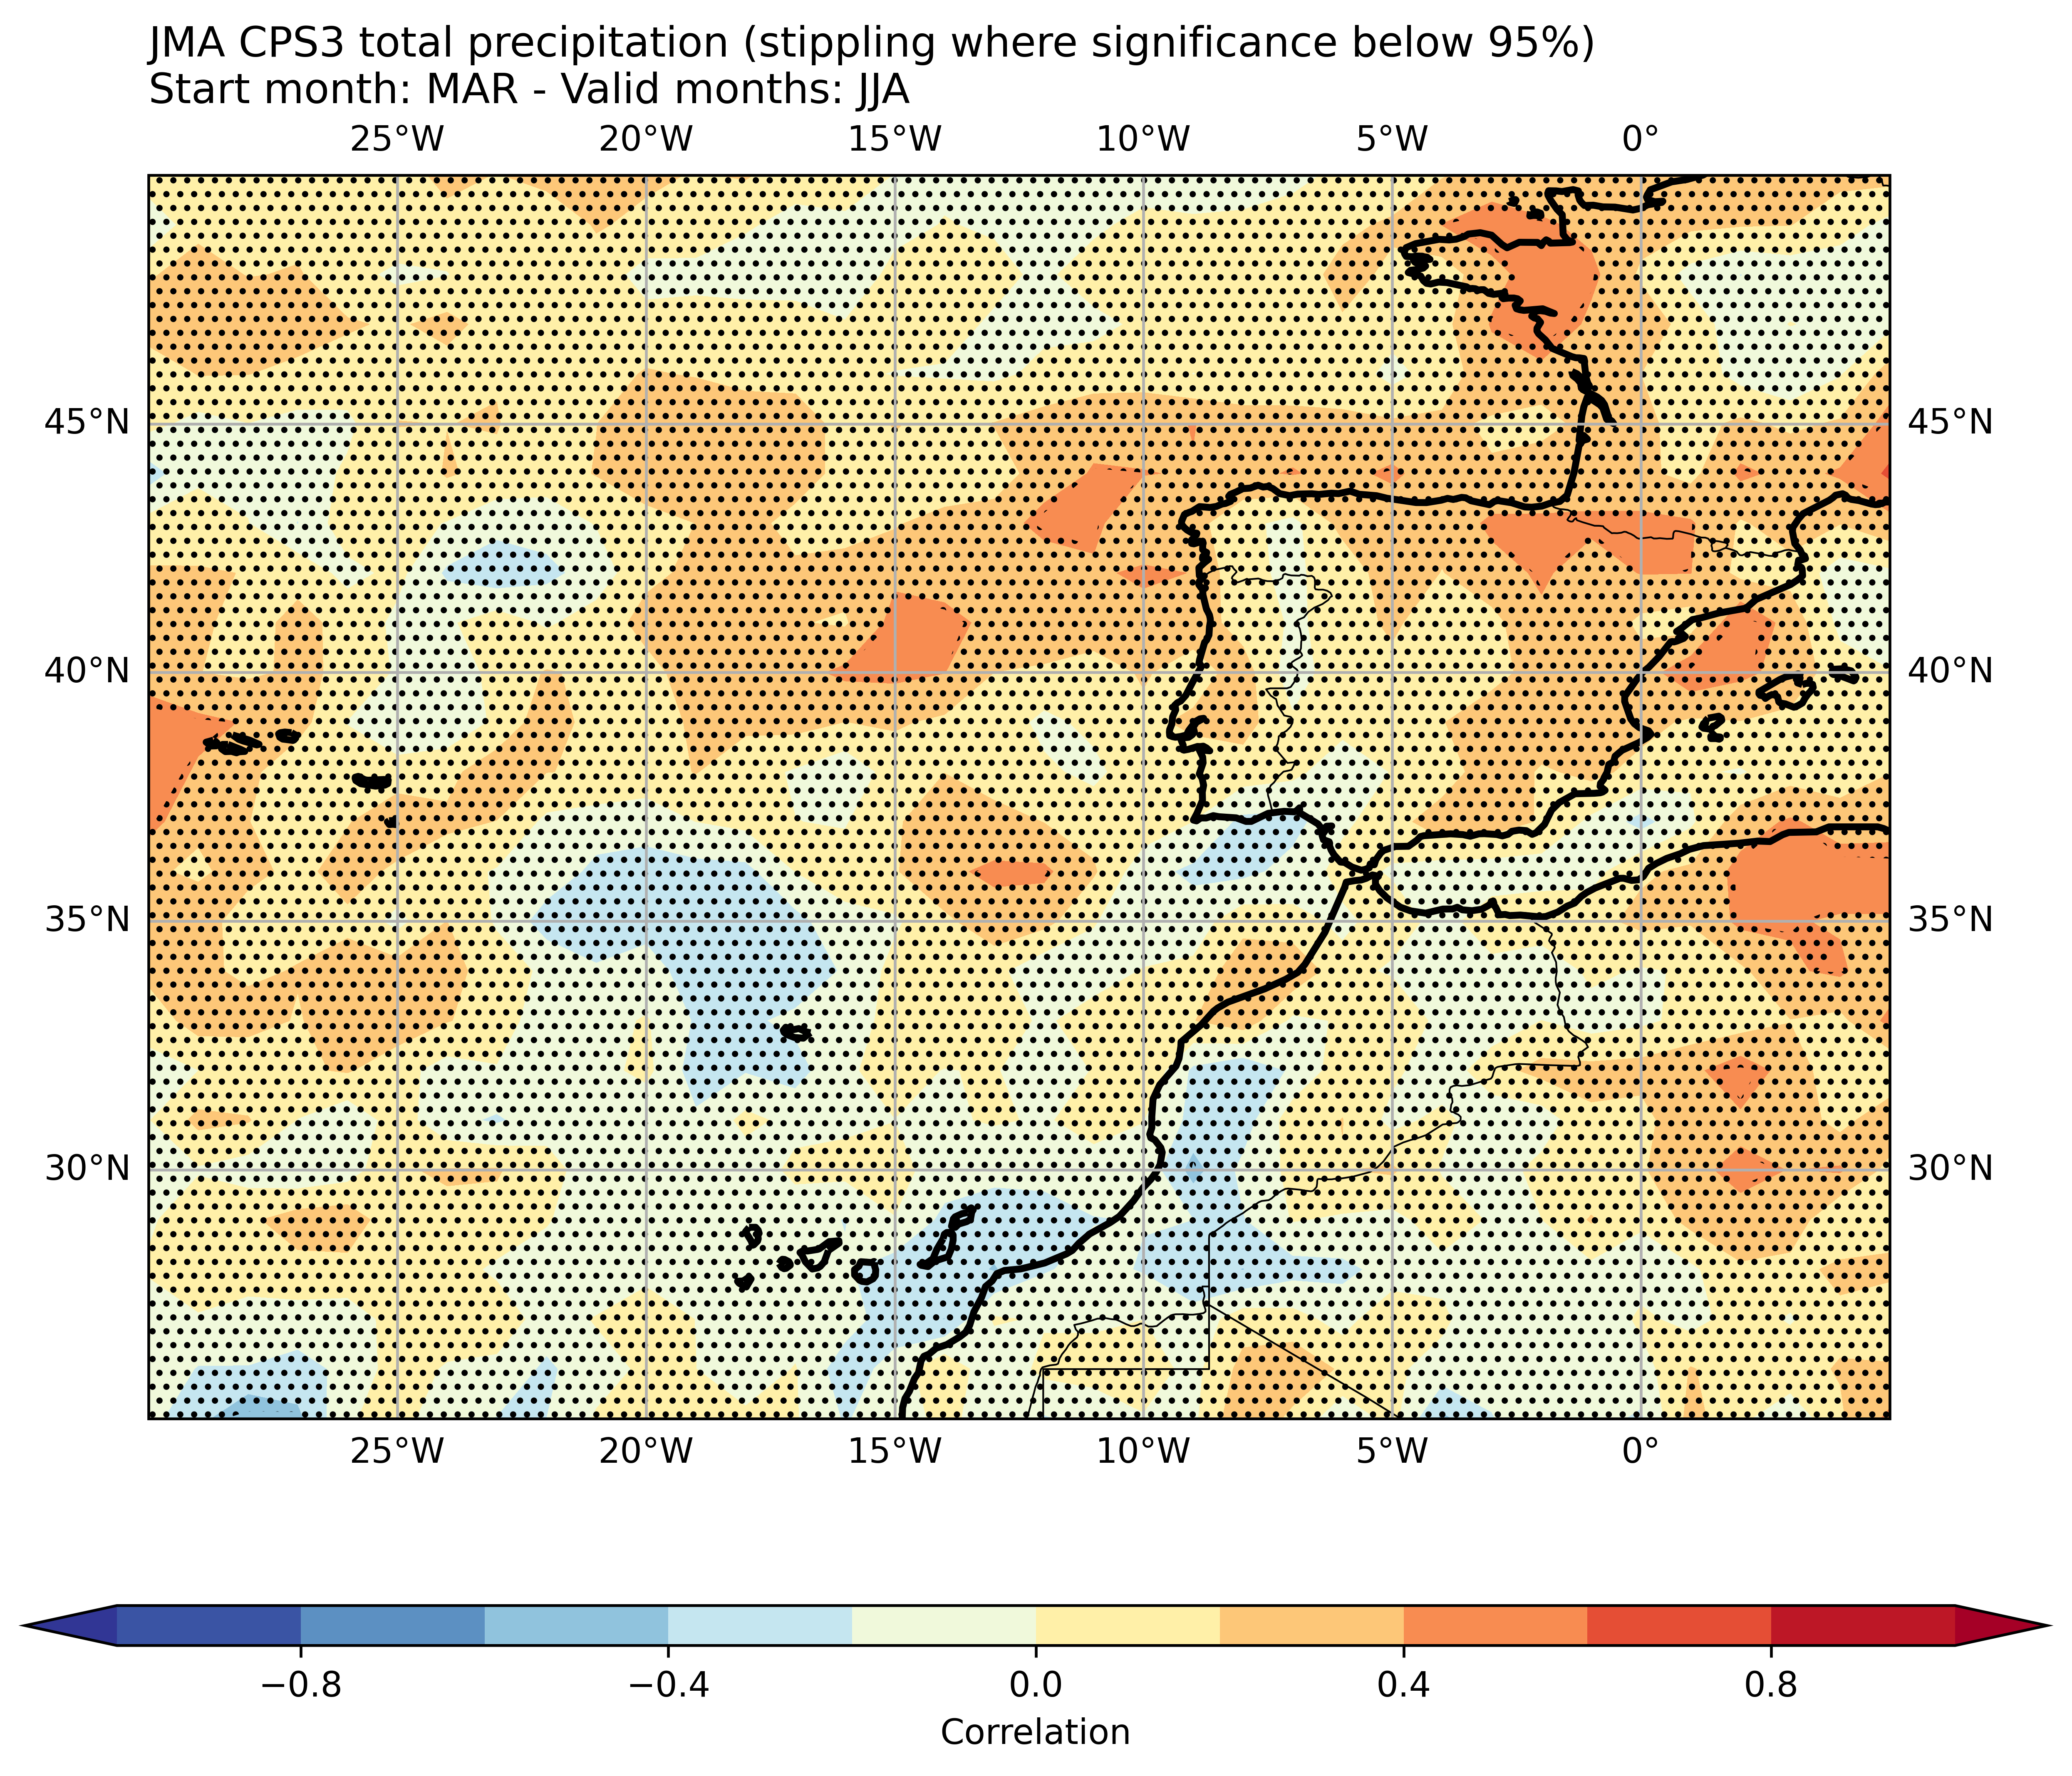 JMA CPS3 total precipitation (stippling where significance below 95%)
Start month: MAR - Valid months: JJA
25°W 20°W 15°W 10°W 5°W 0°
45°N 45°N
40°N 40°N
35°N 35°N
30°N 30°N
25°W 20°W 15°W 10°W 5°W 0°
−0.8 −0.4 0.0 0.4 0.8
Correlation